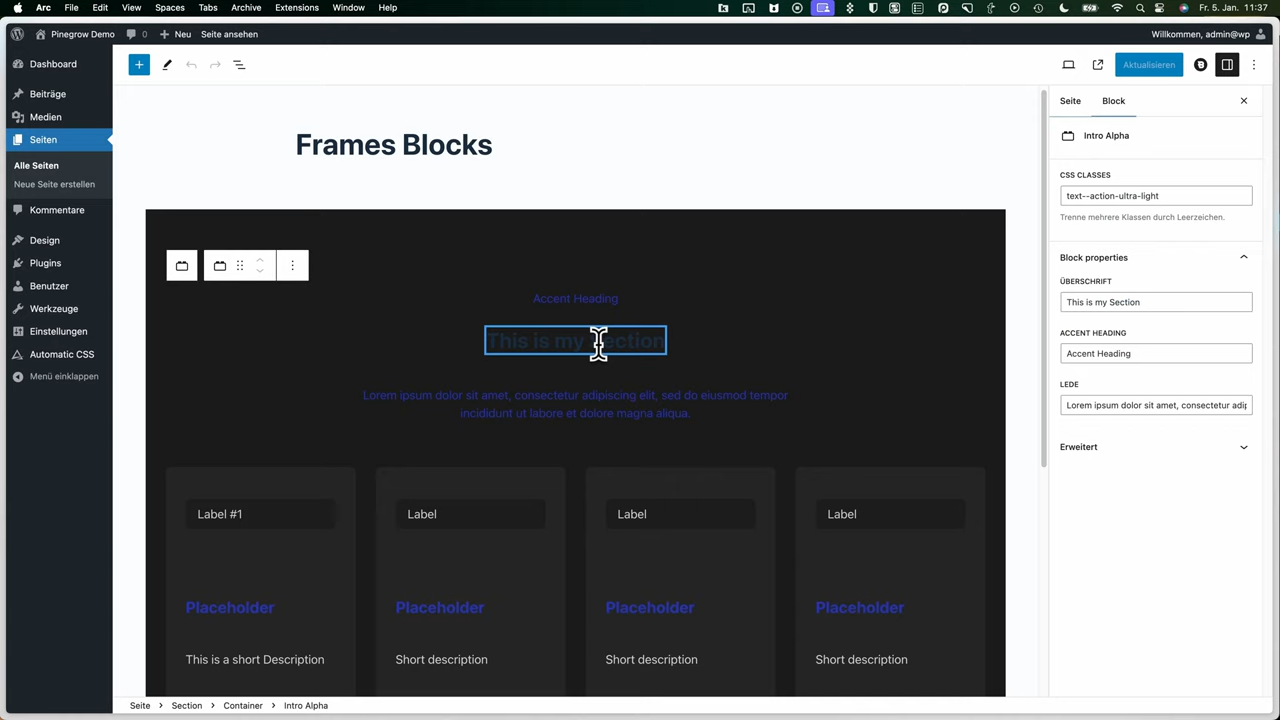 Arc File Edit View Spaces Tabs Archive Extensions Window Help Fr. 5. Jan. 11:37
Pinegrow Demo 0 Neu Seite ansehen Willkommen, admin@wp
Dashboard
Beiträge
Medien
Seiten
Alle Seiten
Neue Seite erstellen
Kommentare
Design
Plugins
Benutzer
Werkzeuge
Einstellungen
Automatic CSS
Menü einklappen
Aktualisieren
Frames Blocks
Accent Heading
This is my Section
Lorem ipsum dolor sit amet, consectetur adipiscing elit, sed do eiusmod tempor
incididunt ut labore et dolore magna aliqua.
Label #1 Label Label Label
Placeholder Placeholder Placeholder Placeholder
This is a short Description Short description Short description Short description
Seite Block
Intro Alpha
CSS CLASSES
text--action-ultra-light
Trenne mehrere Klassen durch Leerzeichen.
Block properties
ÜBERSCHRIFT
This is my Section
ACCENT HEADING
Accent Heading
LEDE
Lorem ipsum dolor sit amet, consectetur adip
Erweitert
Seite > Section > Container > Intro Alpha